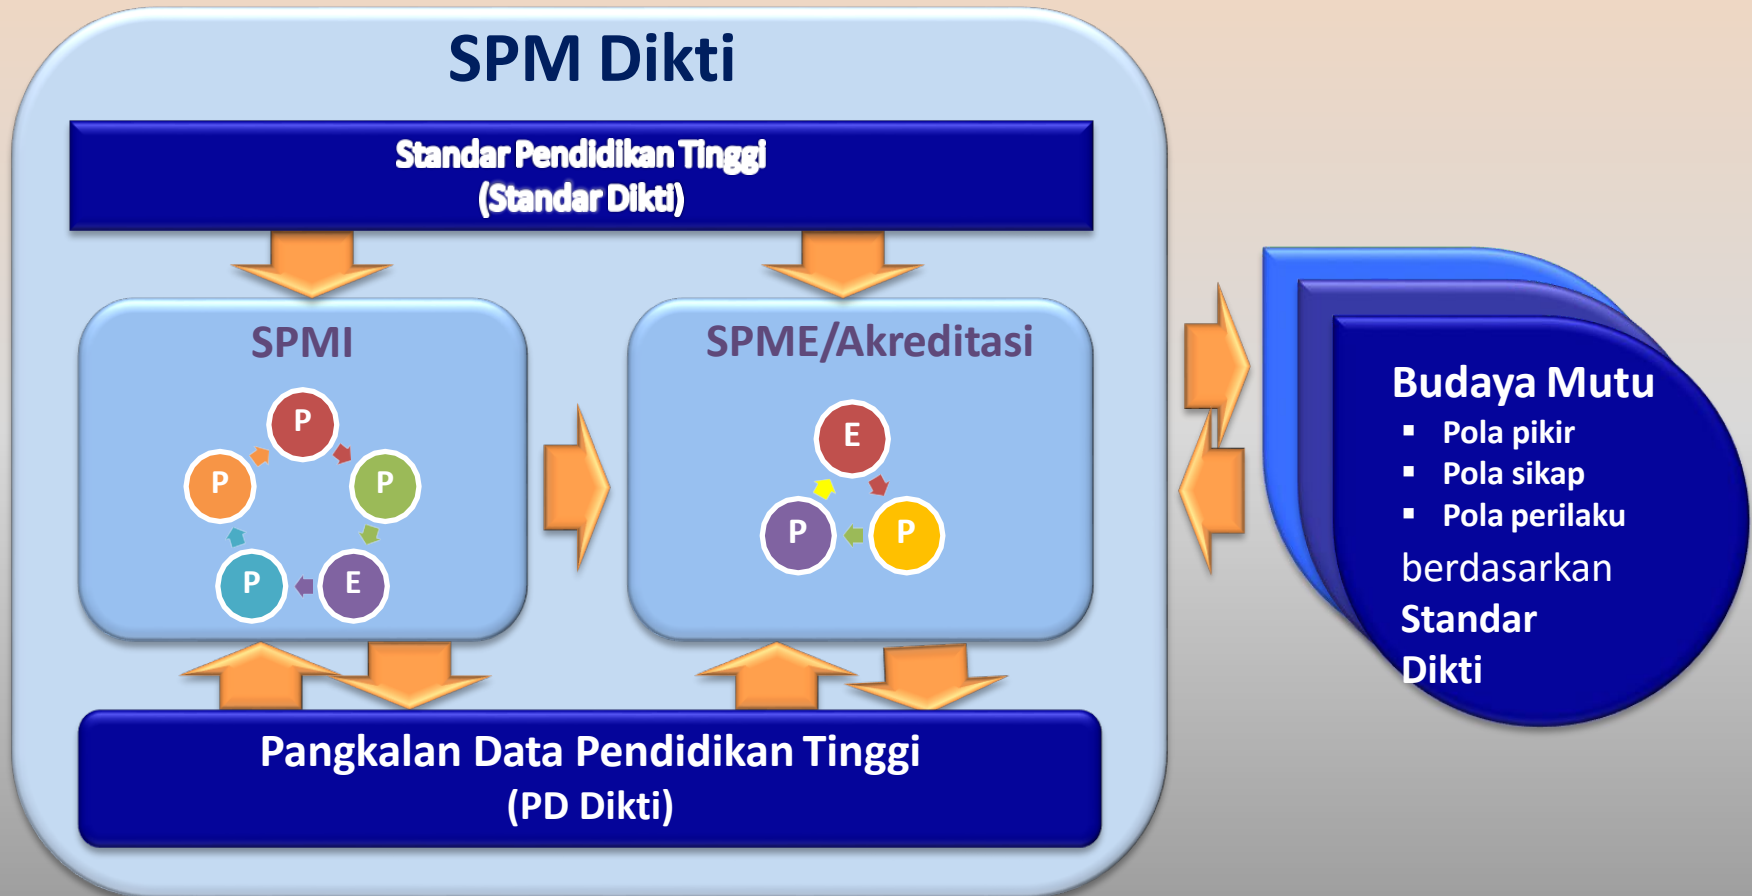 SPM Dikti
Standar Pendidikan Tinggi
(Standar Dikti)
SPMI
P
P
P
P
E
SPME/Akreditasi
E
P
P
Budaya Mutu
▪ Pola pikir
▪ Pola sikap
▪ Pola perilaku
berdasarkan
Standar
Dikti
Pangkalan Data Pendidikan Tinggi
(PD Dikti)